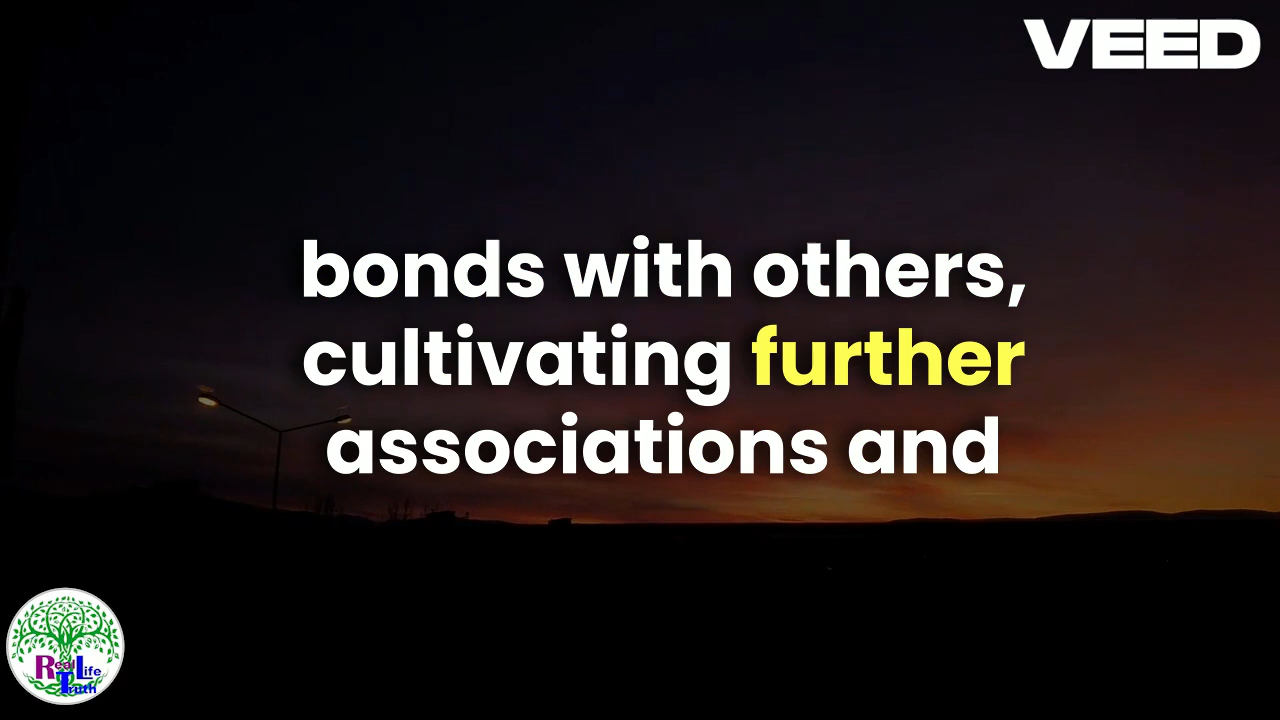 VEED
bonds with others,
cultivating further
associations and
Real Life
Truth